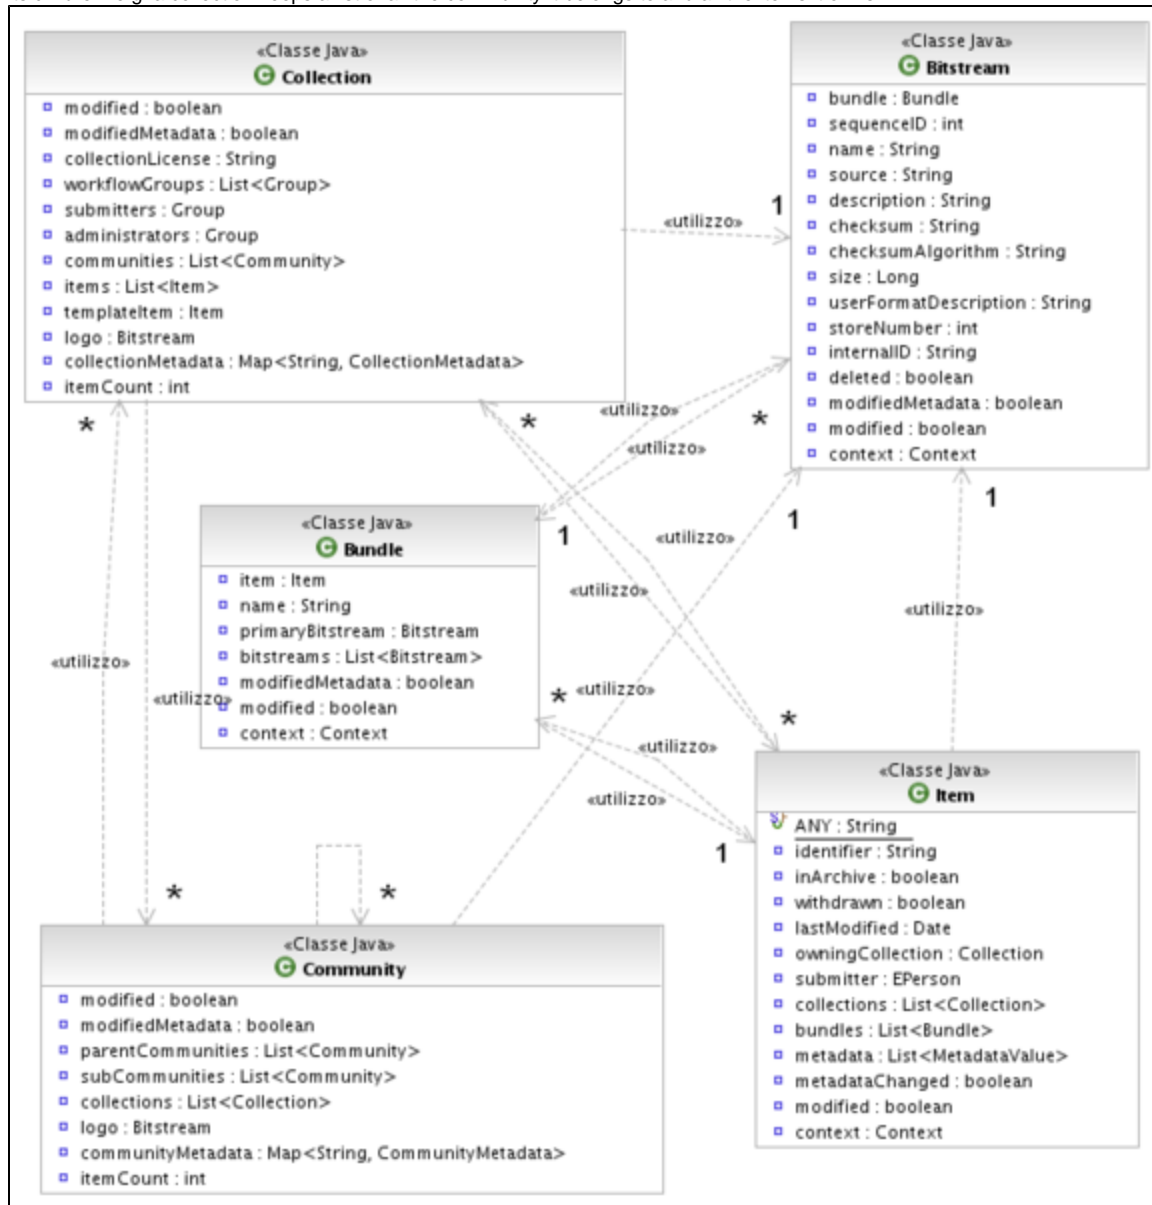 «Classe Java»
Collection
modified : boolean
modifiedMetadata : boolean
collectionLicense : String
workflowGroups : List<Group>
submitters : Group
administrators : Group
communities : List<Community>
items : List<Item>
templateItem : Item
logo : Bitstream
collectionMetadata : Map<String, CollectionMetadata>
itemCount : int
«Classe Java»
Bitstream
bundle : Bundle
sequenceID : int
name : String
source : String
description : String
checksum : String
checksumAlgorithm : String
size : Long
userFormatDescription : String
storeNumber : int
internalID : String
deleted : boolean
modifiedMetadata : boolean
modified : boolean
context : Context
«utilizzo»
1
«utilizzo»
«utilizzo»
*
*
*
1
1
1
«utilizzo»
«utilizzo»
«utilizzo»
«Classe Java»
Bundle
item : Item
name : String
primaryBitstream : Bitstream
bitstreams : List<Bitstream>
modifiedMetadata : boolean
modified : boolean
context : Context
«utilizzo»
«utilizzo»
«utilizzo»
*
*
«utilizzo»
«utilizzo»
1
*
*
«Classe Java»
Item
ANY : String
identifier : String
inArchive : boolean
withdrawn : boolean
lastModified : Date
owningCollection : Collection
submitter : EPerson
collections : List<Collection>
bundles : List<Bundle>
metadata : List<MetadataValue>
metadataChanged : boolean
modified : boolean
context : Context
«Classe Java»
Community
modified : boolean
modifiedMetadata : boolean
parentCommunities : List<Community>
subCommunities : List<Community>
collections : List<Collection>
logo : Bitstream
communityMetadata : Map<String, CommunityMetadata>
itemCount : int